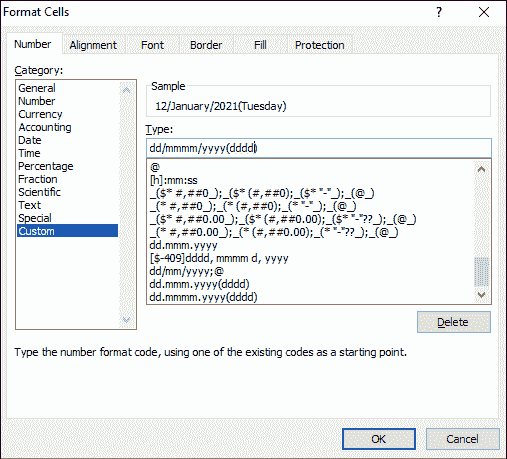 Format Cells
? ×
Number Alignment Font Border Fill Protection
Category:
General
Number
Currency
Accounting
Date
Time
Percentage
Fraction
Scientific
Text
Special
Custom
Sample
12/January/2021(Tuesday)
Type:
dd/mmmm/yyyy(dddd)
@
[h]:mm:ss
_($* #,##0_);_($* (#,##0);_($* "-"_);_(@_)
_(* #,##0_);_(* (#,##0);_(* "-"_);_(@_)
_($* #,##0.00_);_($* (#,##0.00);_($* "-"??_);_(@_)
_(* #,##0.00_);_(* (#,##0.00);_(* "-"??_);_(@_)
dd.mmm.yyyy
[$-409]dddd, mmmm d, yyyy
dd/mm/yyyy;@
dd.mmm.yyyy(dddd)
dd.mmmm.yyyy(dddd)
Delete
Type the number format code, using one of the existing codes as a starting point.
OK Cancel